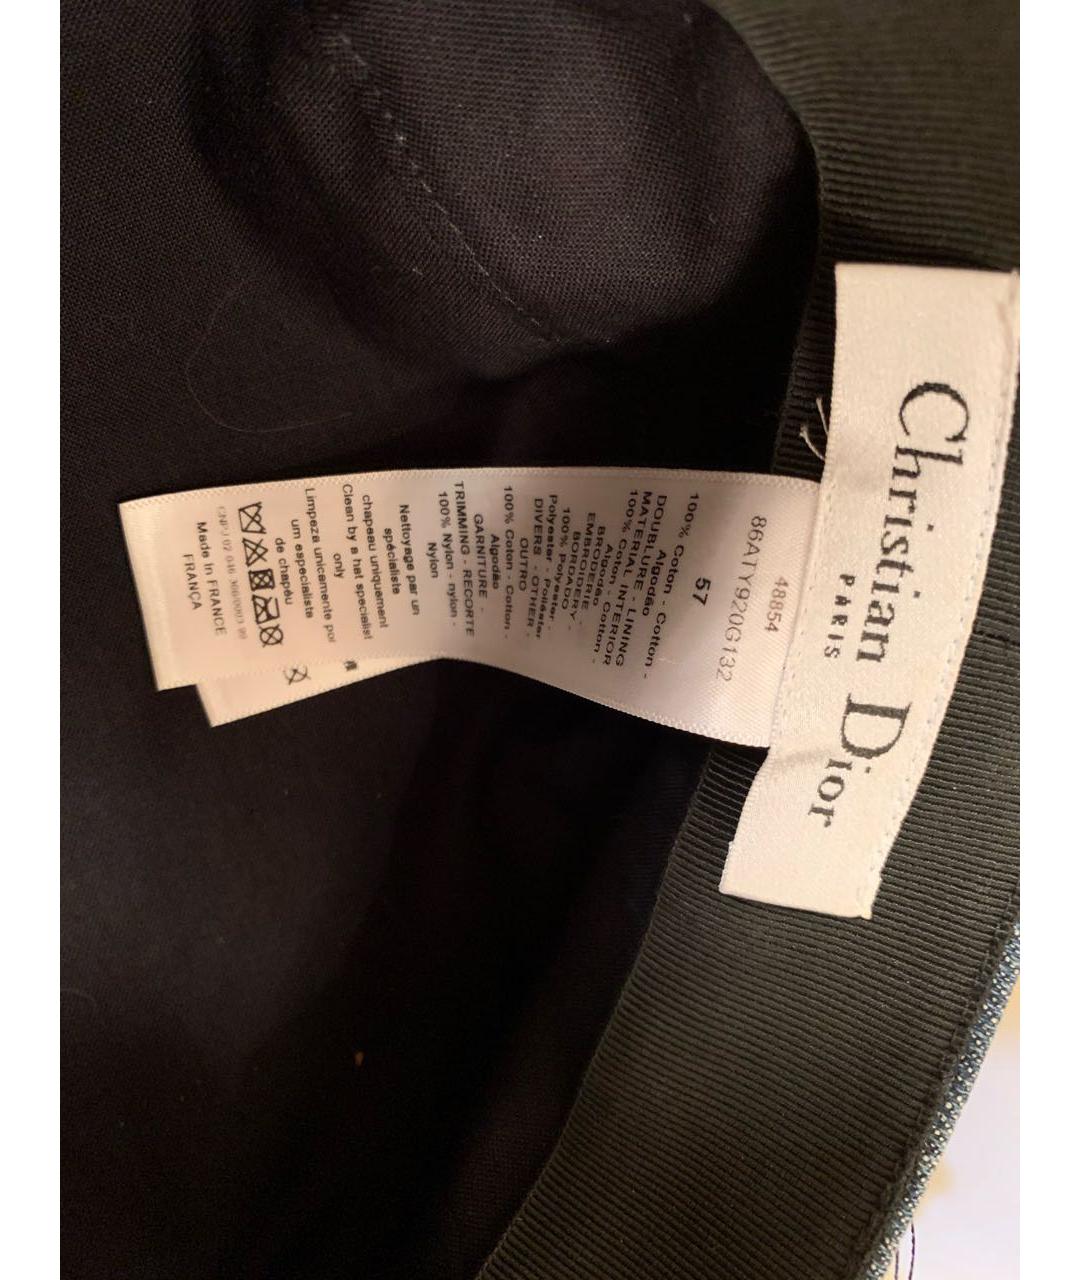 Christian Dior
PARIS
48854
86ATY920G132
57
100% Coton - Cotton -
Algodão
DOUBLURE - LINING
MATERIAL INTERIOR
100% Coton - Cotton -
Algodão
BRODERIE -
EMBROIDERY -
BORDADO
100% Polyester -
Polyester - Poliéster
DIVERS - OTHER -
OUTRO
100% Coton - Cotton -
Algodão
GARNITURE -
TRIMMING - RECORTE
100% Nylon - nylon -
Nylon
Nettoyage par un
spécialiste
chapeau uniquement
Clean by a hat specialist
only
Limpeza unicamente por
um especialista
de chapéu
Made in FRANCE
FRANCA